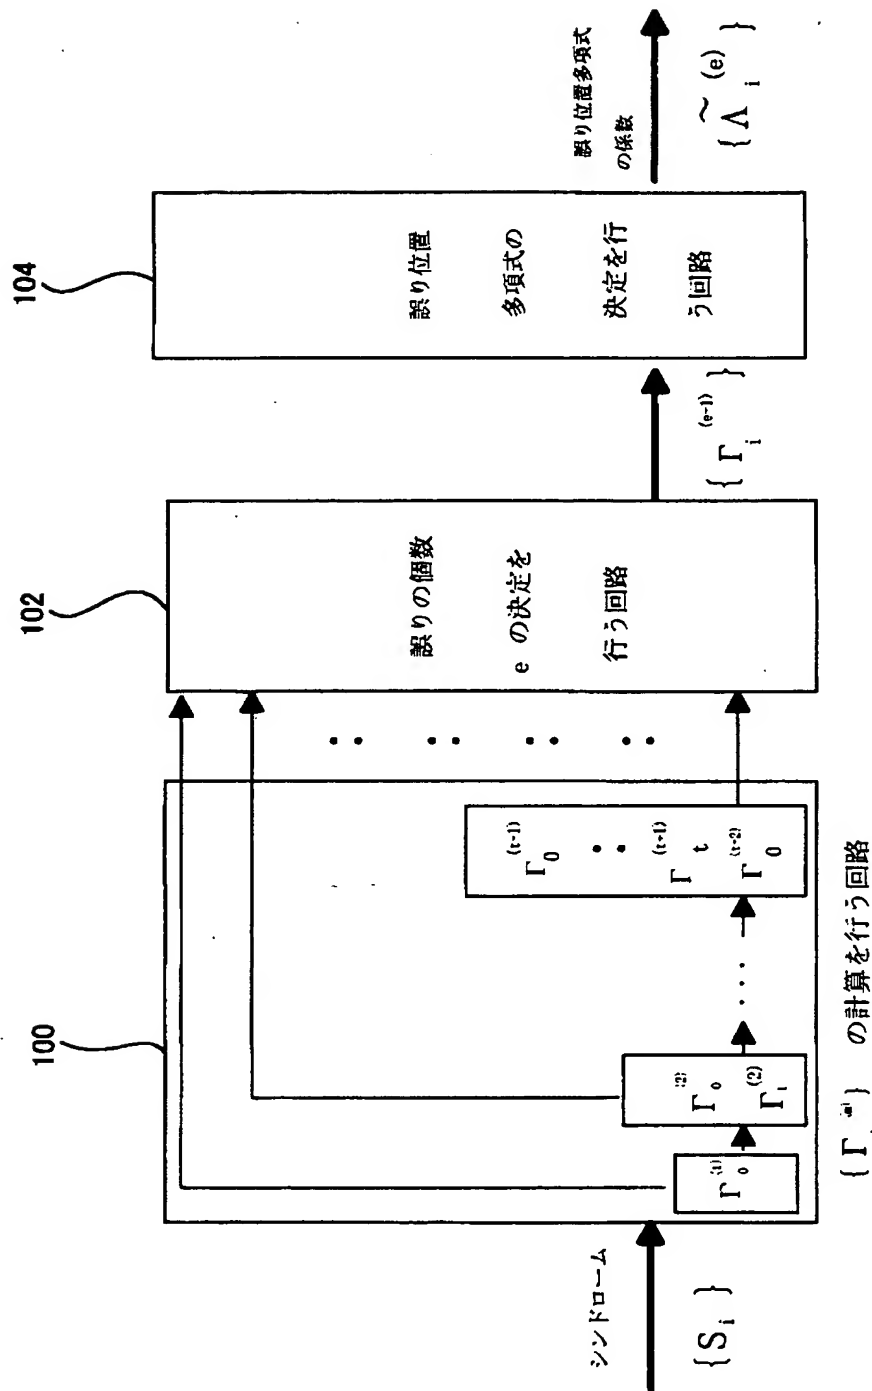 100
102
104
シンドローム
{S_i}
Γ_0^(1)
Γ_0^(2)
Γ_1^(2)
...
Γ_0^(t-1)
:
Γ_t^(t+1)
Γ_0^(t-2)
の計算を行う回路
誤りの個数
e の決定を
行う回路
{Γ_i^(e-1)}
誤り位置
多項式の
決定を行
う回路
誤り位置多項式
の係数
{Λ̃_i^(e)}